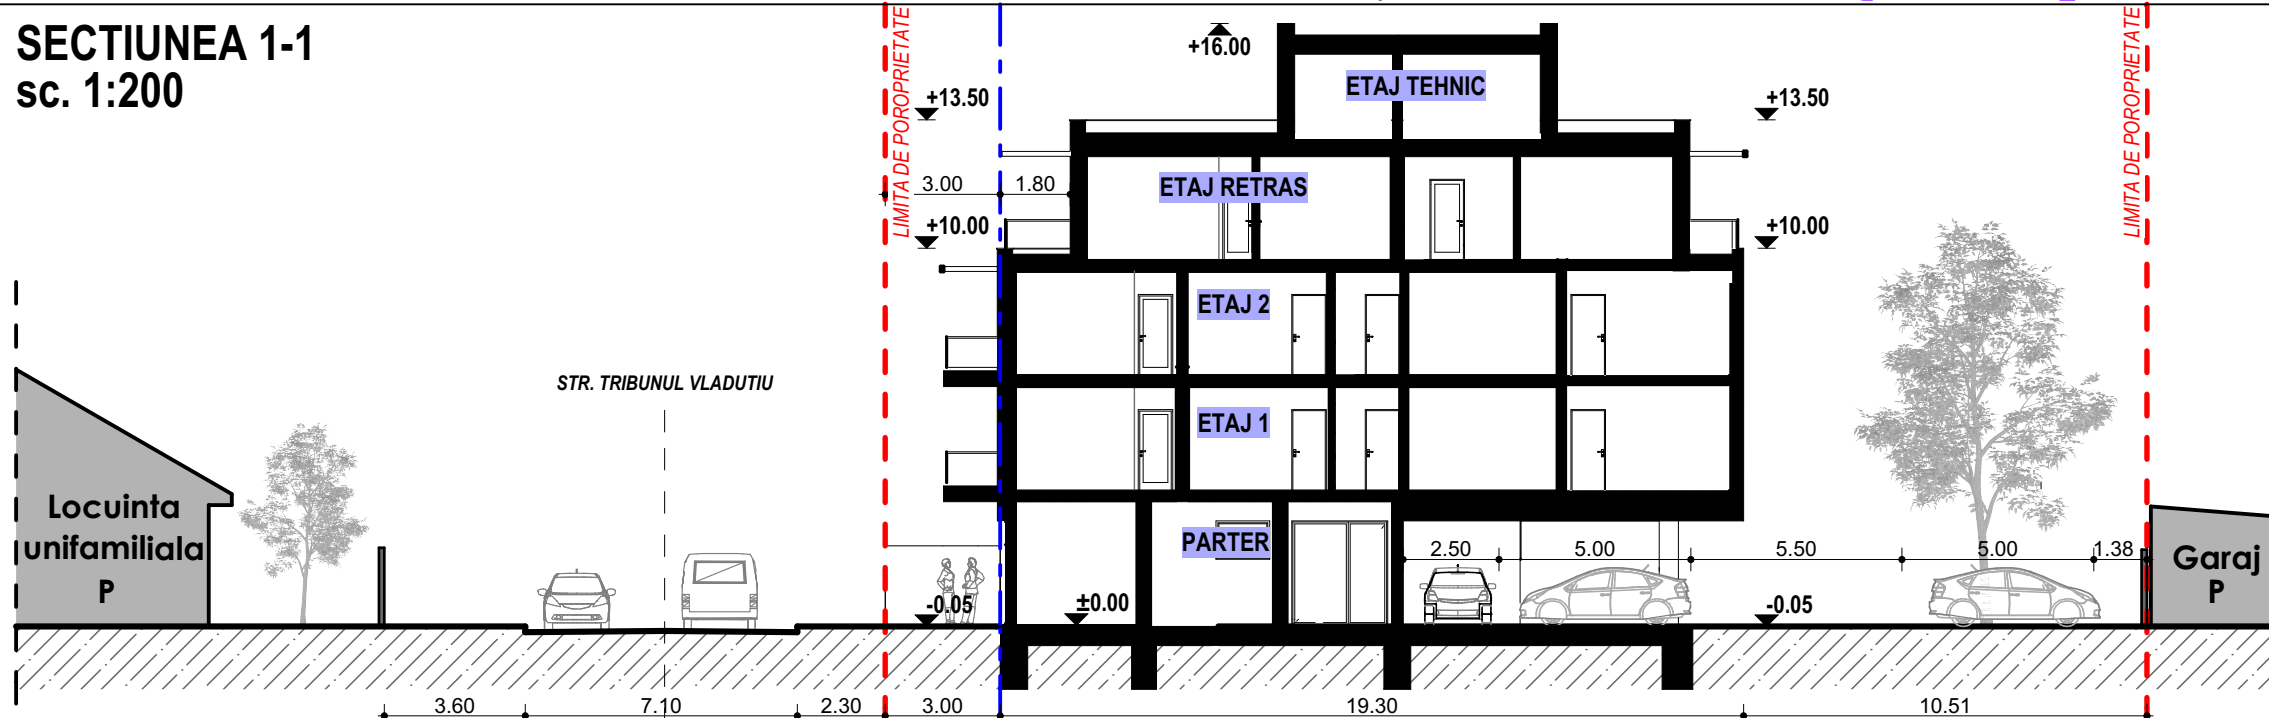 SECTIUNEA 1-1
sc. 1:200
LIMITA DE POROPRIETATE
LIMITA DE POROPRIETATE
+16.00
ETAJ TEHNIC
+13.50
+13.50
3.00
1.80
ETAJ RETRAS
+10.00
+10.00
ETAJ 2
STR. TRIBUNUL VLADUTIU
ETAJ 1
Locuinta
unifamiliala
P
PARTER
2.50
5.00
5.50
5.00
1.38
Garaj
P
-0.05
±0.00
-0.05
3.60
7.10
2.30
3.00
19.30
10.51